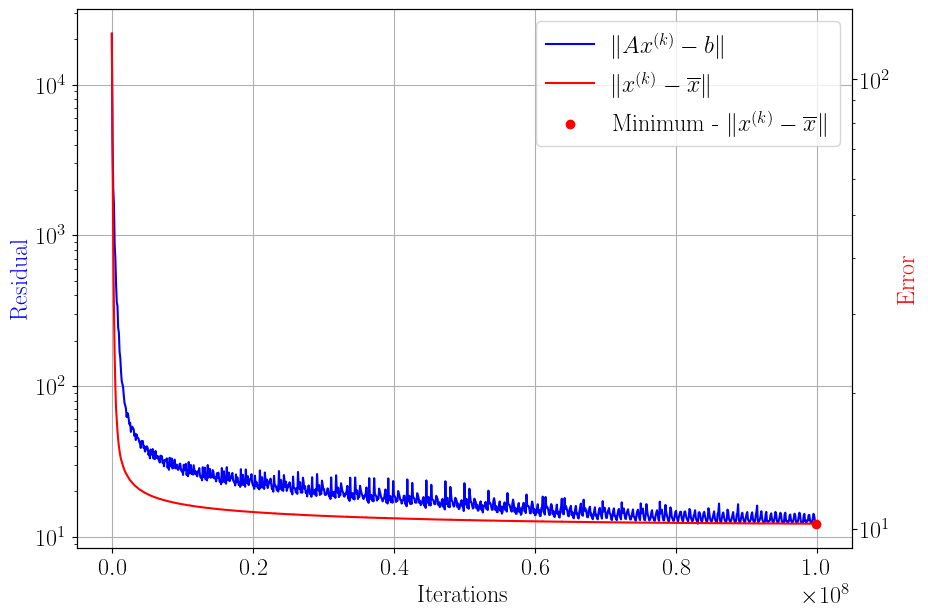 ‖Ax^{(k)} − b‖
‖x^{(k)} − x̅‖
Minimum - ‖x^{(k)} − x̅‖
10^4
10^3
10^2
10^1
Residual
10^2
10^1
Error
0.0 0.2 0.4 0.6 0.8 1.0
×10^8
Iterations